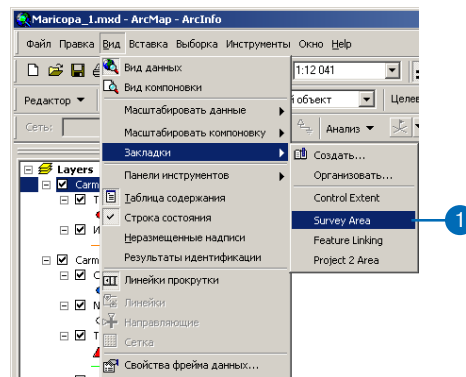 Maricopa_1.mxd - ArcMap - ArcInfo
Файл Правка Вид Вставка Выборка Инструменты Окно Help
1:12 041
Редактор
объект
Сеть:
Анализ
Вид данных
Вид компоновки
Масштабировать данные
Масштабировать компоновку
Закладки
Панели инструментов
Таблица содержания
Строка состояния
Неразмещенные надписи
Результаты идентификации
Линейки прокрутки
Линейки
Направляющие
Сетка
Свойства фрейма данных...
Создать...
Организовать...
Control Extent
Survey Area
Feature Linking
Project 2 Area
1
Layers
Carm
T
И
Carm
C
N
T